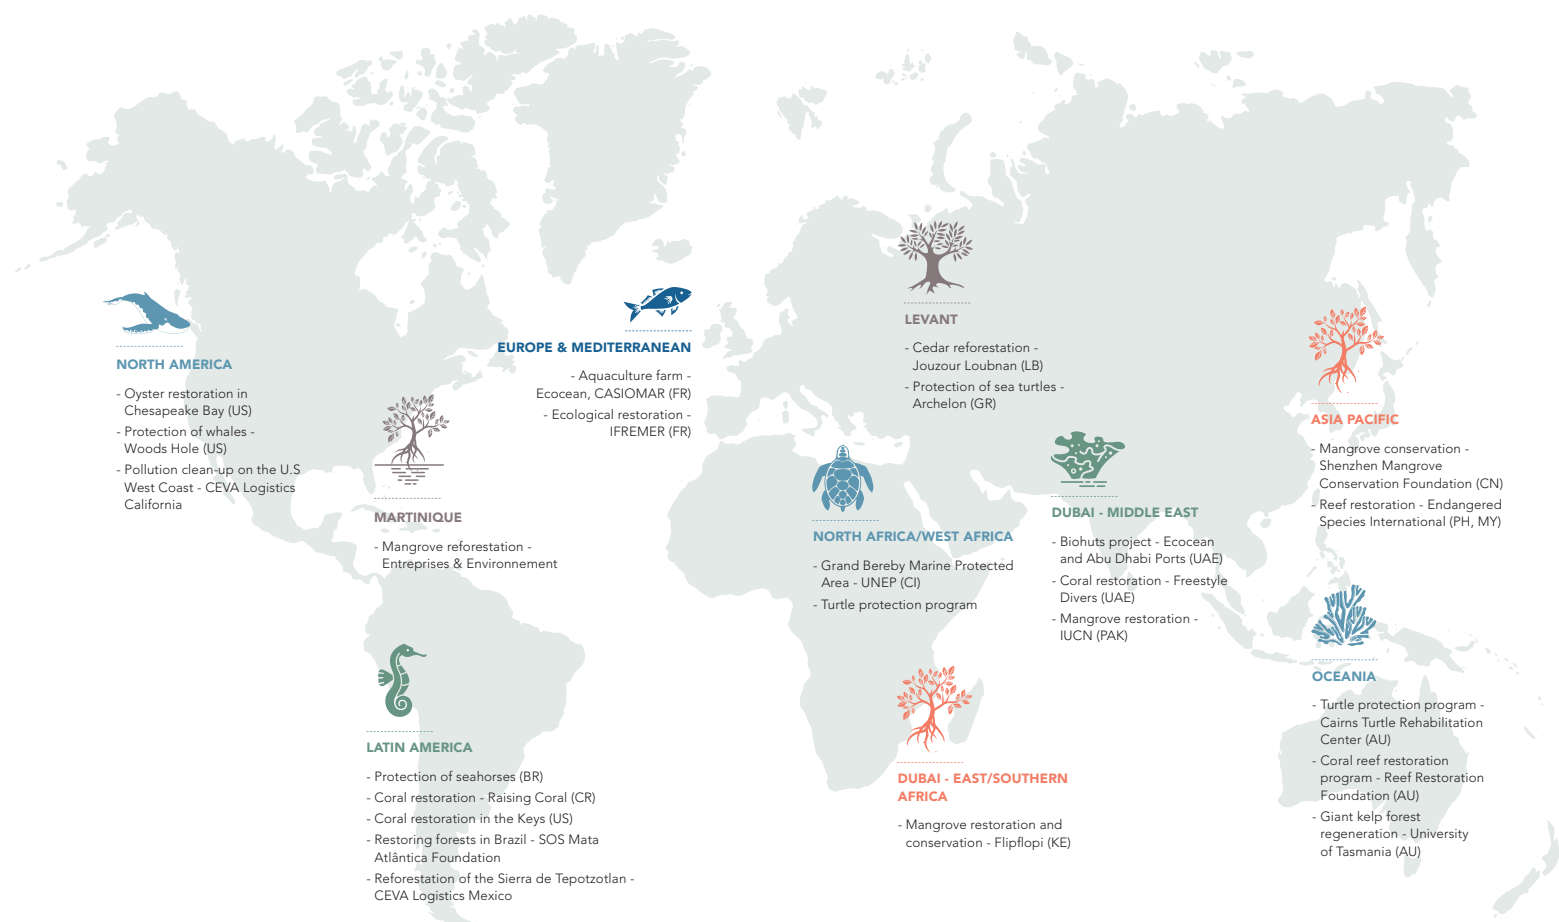 NORTH AMERICA
- Oyster restoration in
Chesapeake Bay (US)
- Protection of whales -
Woods Hole (US)
- Pollution clean-up on the U.S
West Coast - CEVA Logistics
California
MARTINIQUE
- Mangrove reforestation -
Entreprises & Environnement
EUROPE & MEDITERRANEAN
- Aquaculture farm -
Ecocean, CASIOMAR (FR)
- Ecological restoration -
IFREMER (FR)
LATIN AMERICA
- Protection of seahorses (BR)
- Coral restoration - Raising Coral (CR)
- Coral restoration in the Keys (US)
- Restoring forests in Brazil - SOS Mata
Atlântica Foundation
- Reforestation of the Sierra de Tepotzotlan -
CEVA Logistics Mexico
LEVANT
- Cedar reforestation -
Jouzour Loubnan (LB)
- Protection of sea turtles -
Archelon (GR)
NORTH AFRICA/WEST AFRICA
- Grand Bereby Marine Protected
Area - UNEP (CI)
- Turtle protection program
DUBAI - MIDDLE EAST
- Biohuts project - Ecocean
and Abu Dhabi Ports (UAE)
- Coral restoration - Freestyle
Divers (UAE)
- Mangrove restoration -
IUCN (PAK)
DUBAI - EAST/SOUTHERN
AFRICA
- Mangrove restoration and
conservation - Flipflopi (KE)
ASIA PACIFIC
- Mangrove conservation -
Shenzhen Mangrove
Conservation Foundation (CN)
- Reef restoration - Endangered
Species International (PH, MY)
OCEANIA
- Turtle protection program -
Cairns Turtle Rehabilitation
Center (AU)
- Coral reef restoration
program - Reef Restoration
Foundation (AU)
- Giant kelp forest
regeneration - University
of Tasmania (AU)